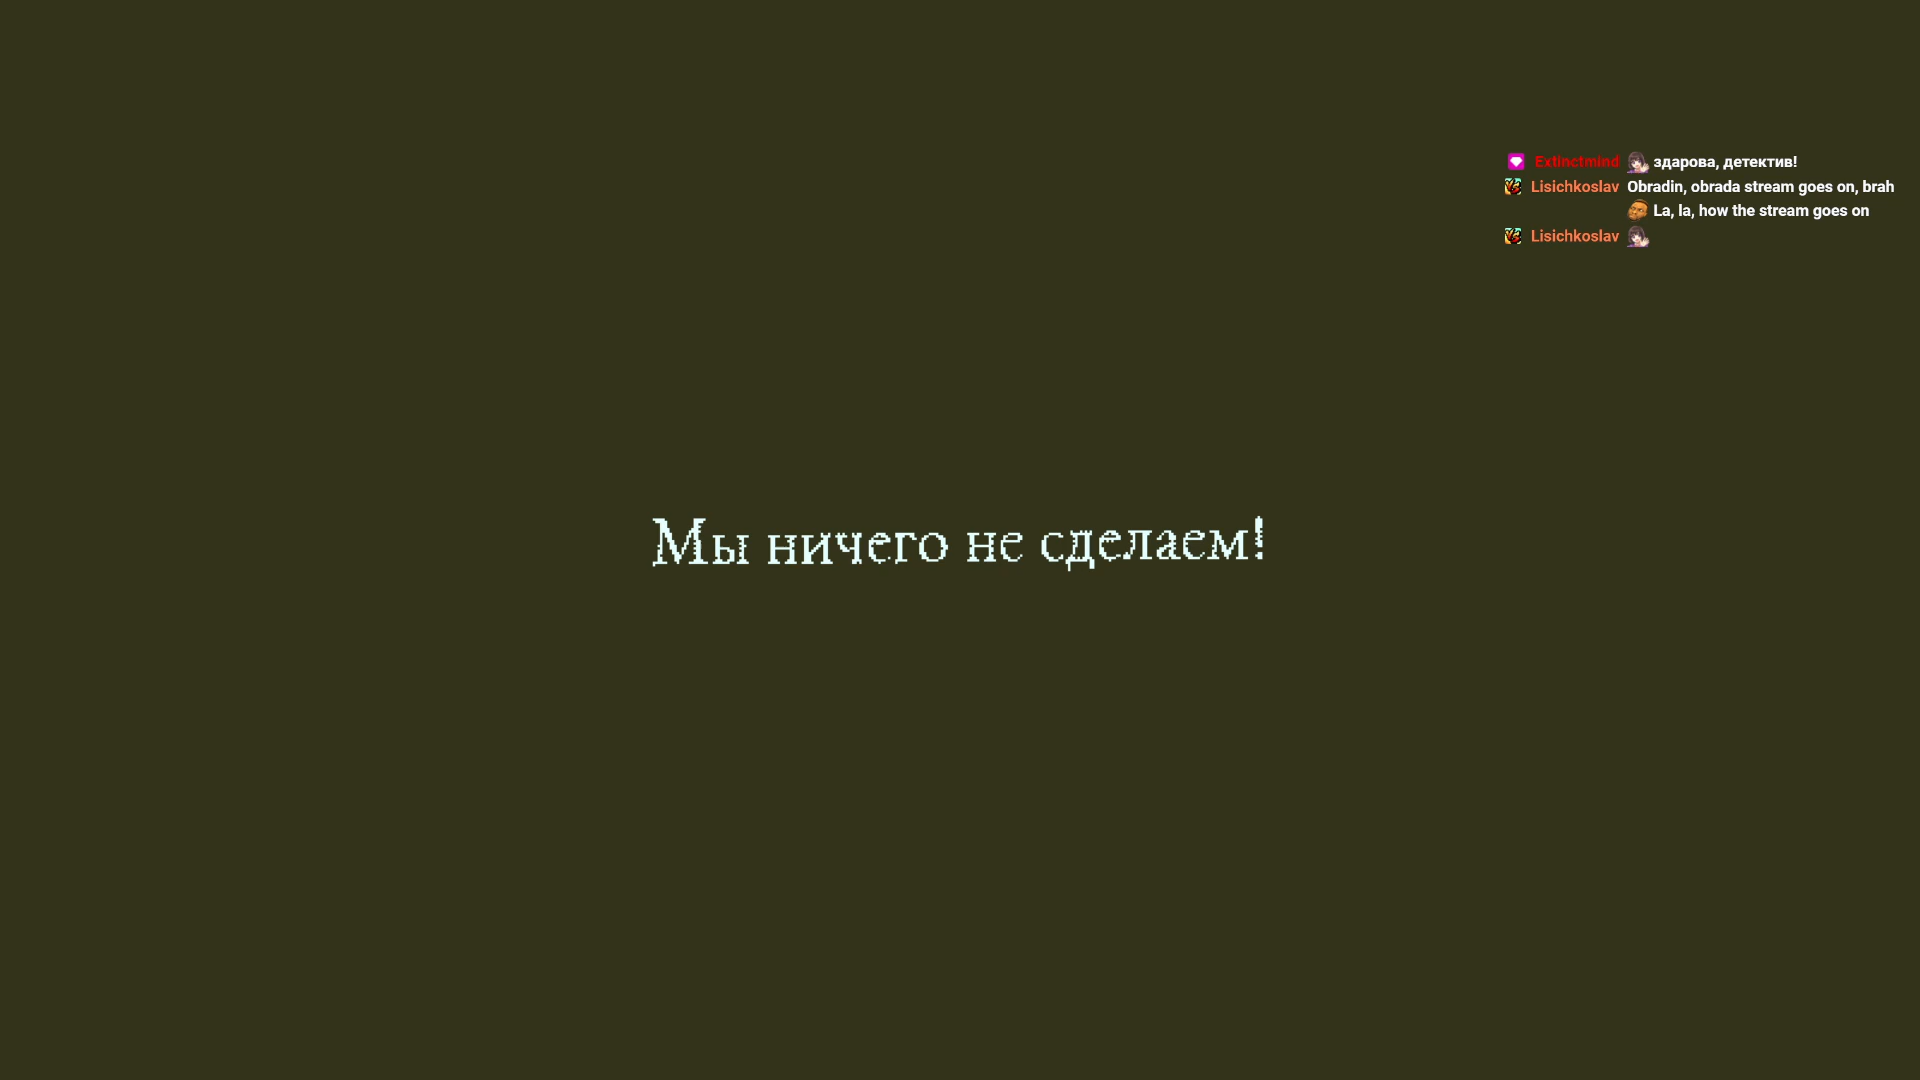 Extinctmind здарова, детектив!
Lisichkoslav Obradin, obrada stream goes on, brah
La, la, how the stream goes on
Lisichkoslav
Мы ничего не сделаем!